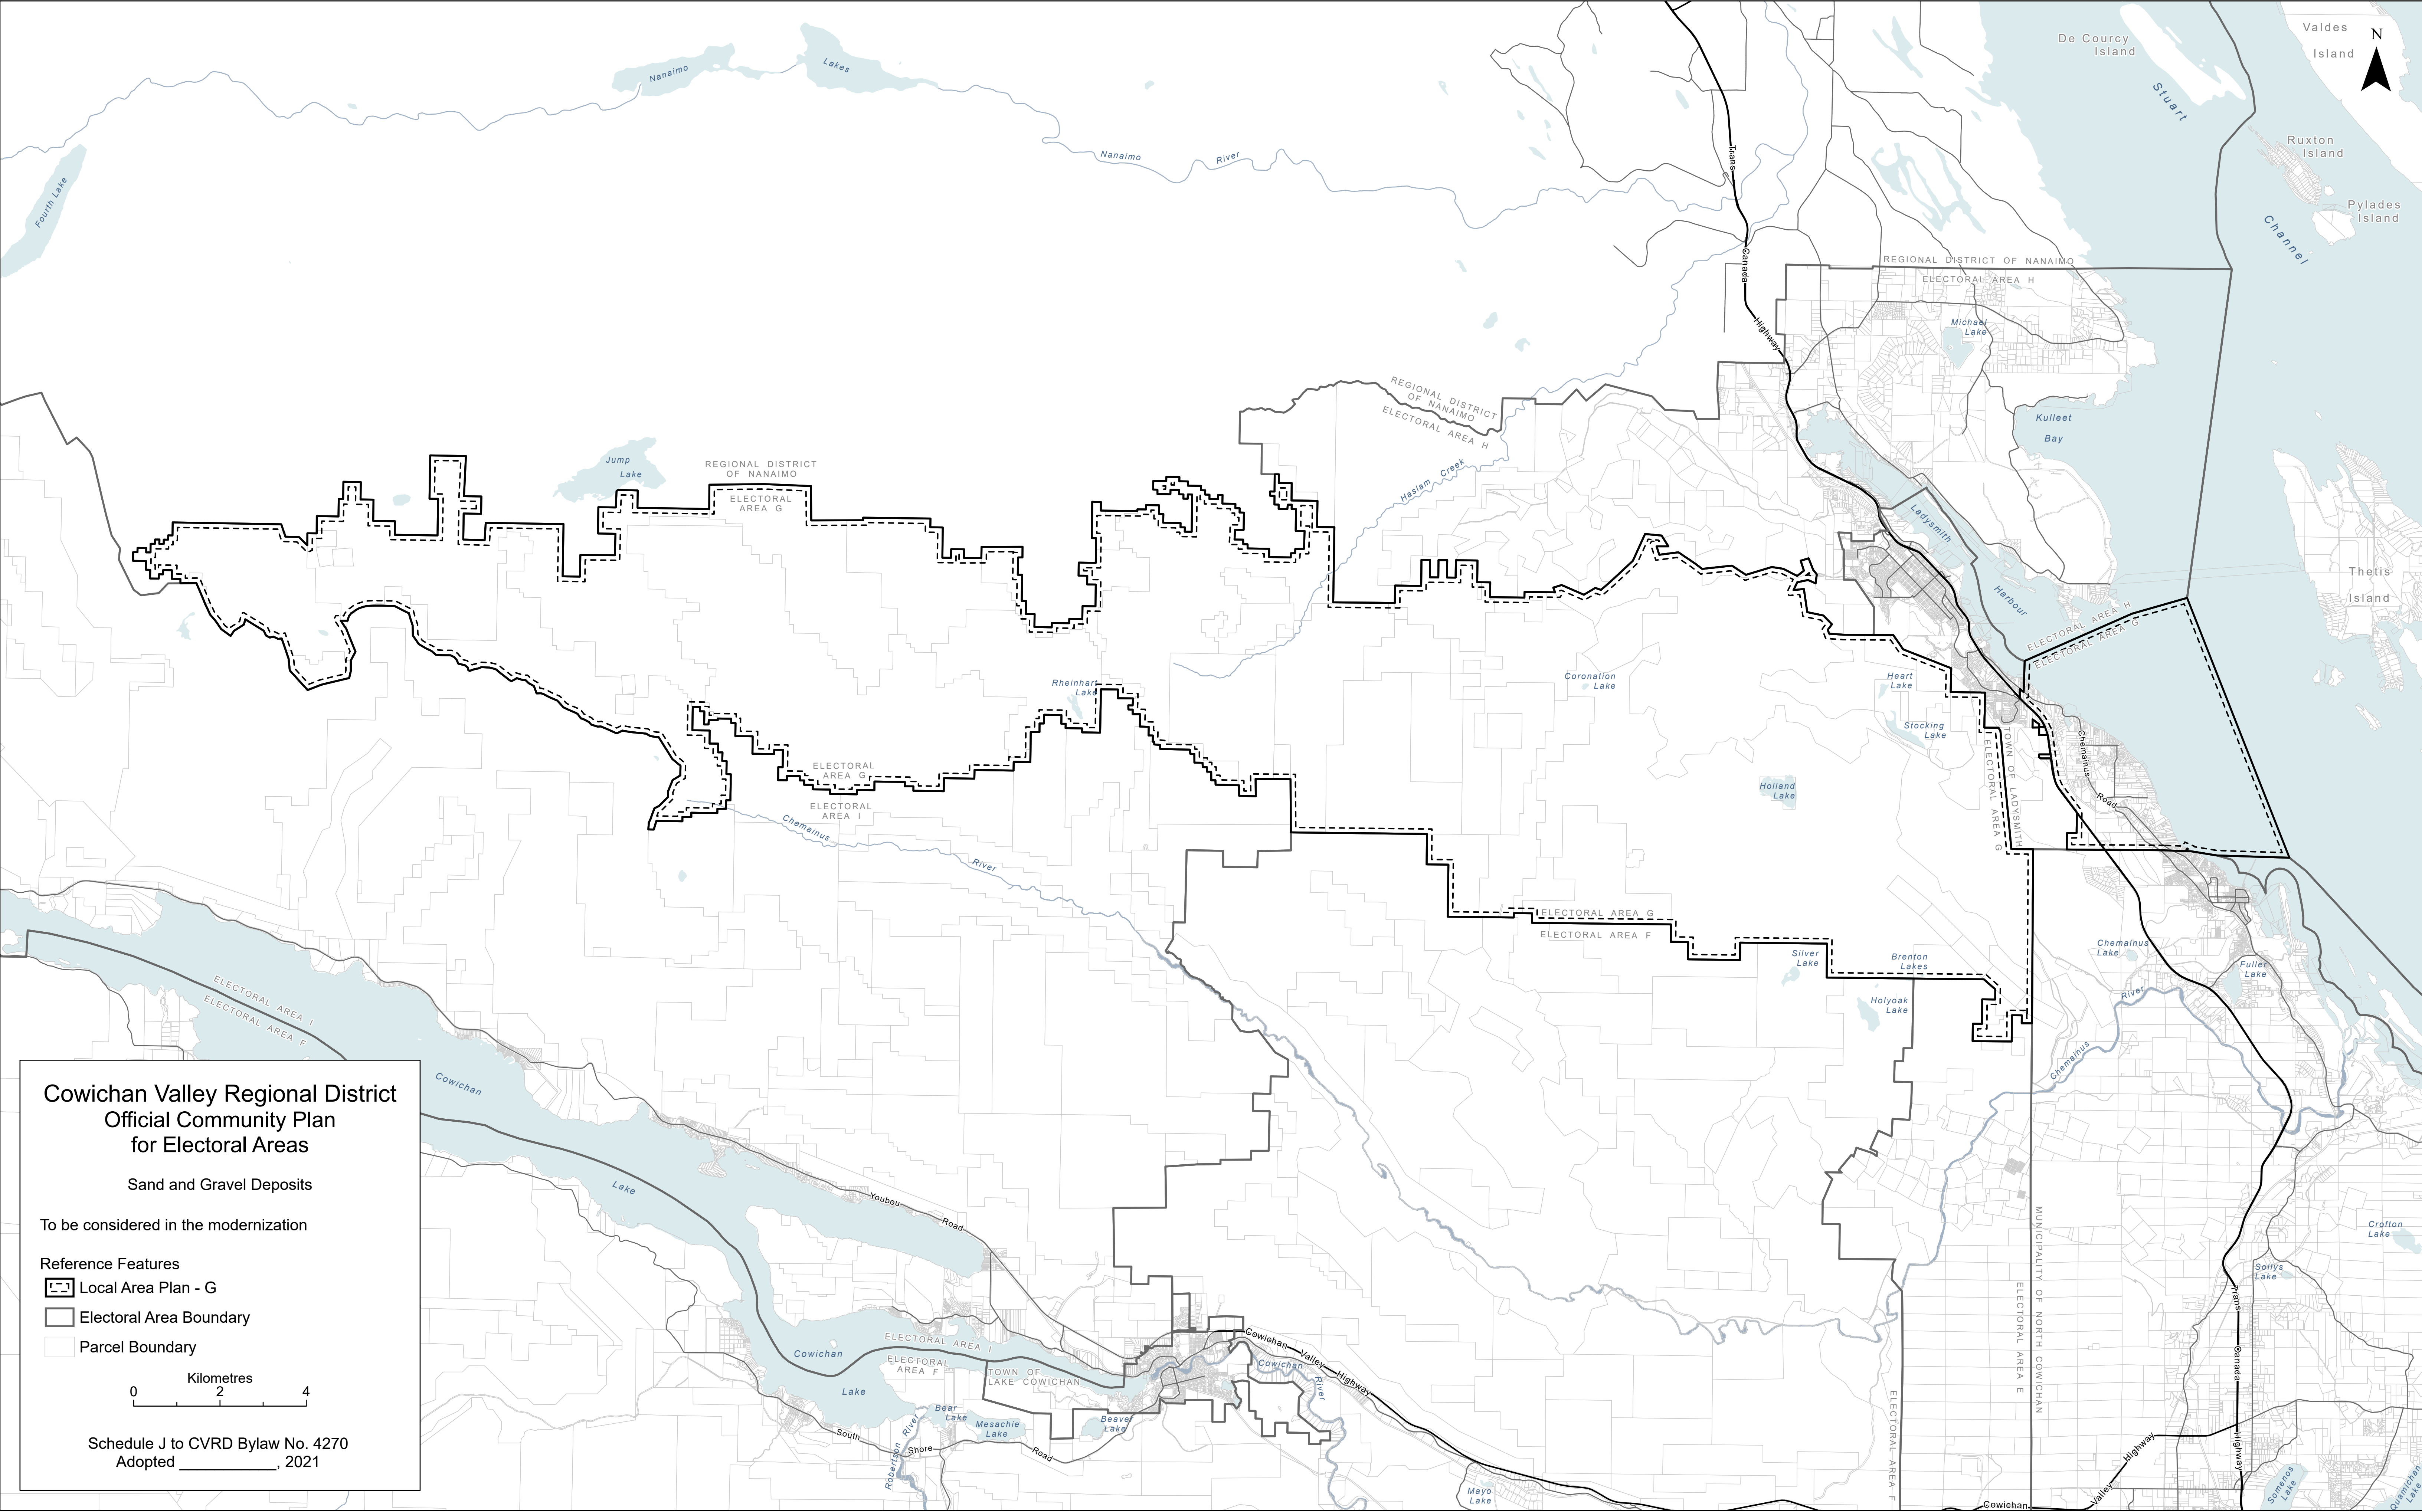 Nanaimo
Lakes
Fourth Lake
Nanaimo River
Trans
Canada
Highway
De Courcy
Island
Valdes
Island
N
Stuart
Channel
Ruxton
Island
Pylades
Island
REGIONAL DISTRICT OF NANAIMO
ELECTORAL AREA H
Michael
Lake
Kulleet
Bay
REGIONAL DISTRICT
OF NANAIMO
ELECTORAL AREA H
Haslam Creek
Jump
Lake
REGIONAL DISTRICT
OF NANAIMO
ELECTORAL
AREA G
Ladysmith
Harbour
Thetis
Island
ELECTORAL AREA H
ELECTORAL AREA G
Rheinhart
Lake
Coronation
Lake
Heart
Lake
Stocking
Lake
Holland
Lake
ELECTORAL AREA G
TOWN OF LADYSMITH
Chemainus
Road
ELECTORAL
AREA G
ELECTORAL
AREA I
Chemainus
River
ELECTORAL AREA G
ELECTORAL AREA F
Silver
Lake
Brenton
Lakes
Holyoak
Lake
Chemainus
Lake
Fuller
Lake
River
Chemainus
ELECTORAL AREA I
ELECTORAL AREA F
Cowichan
Lake
Youbou
Road
Crofton
Lake
Sollys
Lake
MUNICIPALITY OF NORTH COWICHAN
ELECTORAL AREA E
ELECTORAL AREA F
Trans
Canada
Highway
Cowichan
Lake
ELECTORAL AREA I
ELECTORAL
AREA F
TOWN OF
LAKE COWICHAN
Cowichan
Valley
Highway
Cowichan
River
Bear
Lake
Mesachie
Lake
Beaver
Lake
South
Shore
Road
Robertson River
Mayo
Lake
Cowichan
Valley
Highway
Somenos
Lake
Quamichan
Lake
Cowichan Valley Regional District
Official Community Plan
for Electoral Areas
Sand and Gravel Deposits
To be considered in the modernization
Reference Features
Local Area Plan - G
Electoral Area Boundary
Parcel Boundary
Kilometres
0 2 4
Schedule J to CVRD Bylaw No. 4270
Adopted ____________, 2021